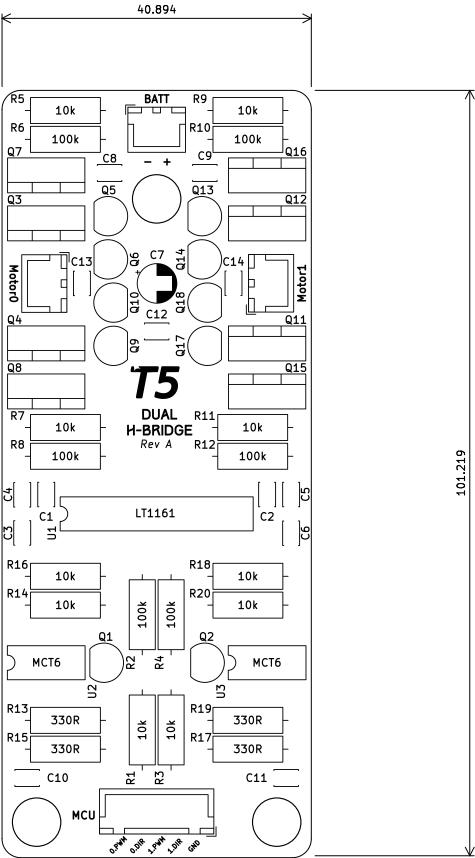 40.894
R5 BATT R9
10k 10k
R6 R10
100k 100k
Q7 C8 - + C9 Q16
Q3 Q5 Q13 Q12
Q6 + C7 Q14
Motor0 C13 C14 Motor1
Q10 Q18
C12
Q4 Q9 Q17 Q11
Q8 T5 Q15
DUAL
H-BRIDGE
Rev A
R7 R11
10k 10k
R8 R12
100k 100k
101.219
C4 C1 C2 C5
C3 U1 LT1161 C6
R16 R18
10k 10k
R14 R20
10k 100k 100k 10k
R2 R4
Q1 Q2
MCT6 MCT6
U2 U3
R13 R19
330R 330R
R15 R17
330R 10k 10k 330R
R1 R3
C10 C11
MCU
0.PWM 0.DIR 1.PWM 1.DIR GND